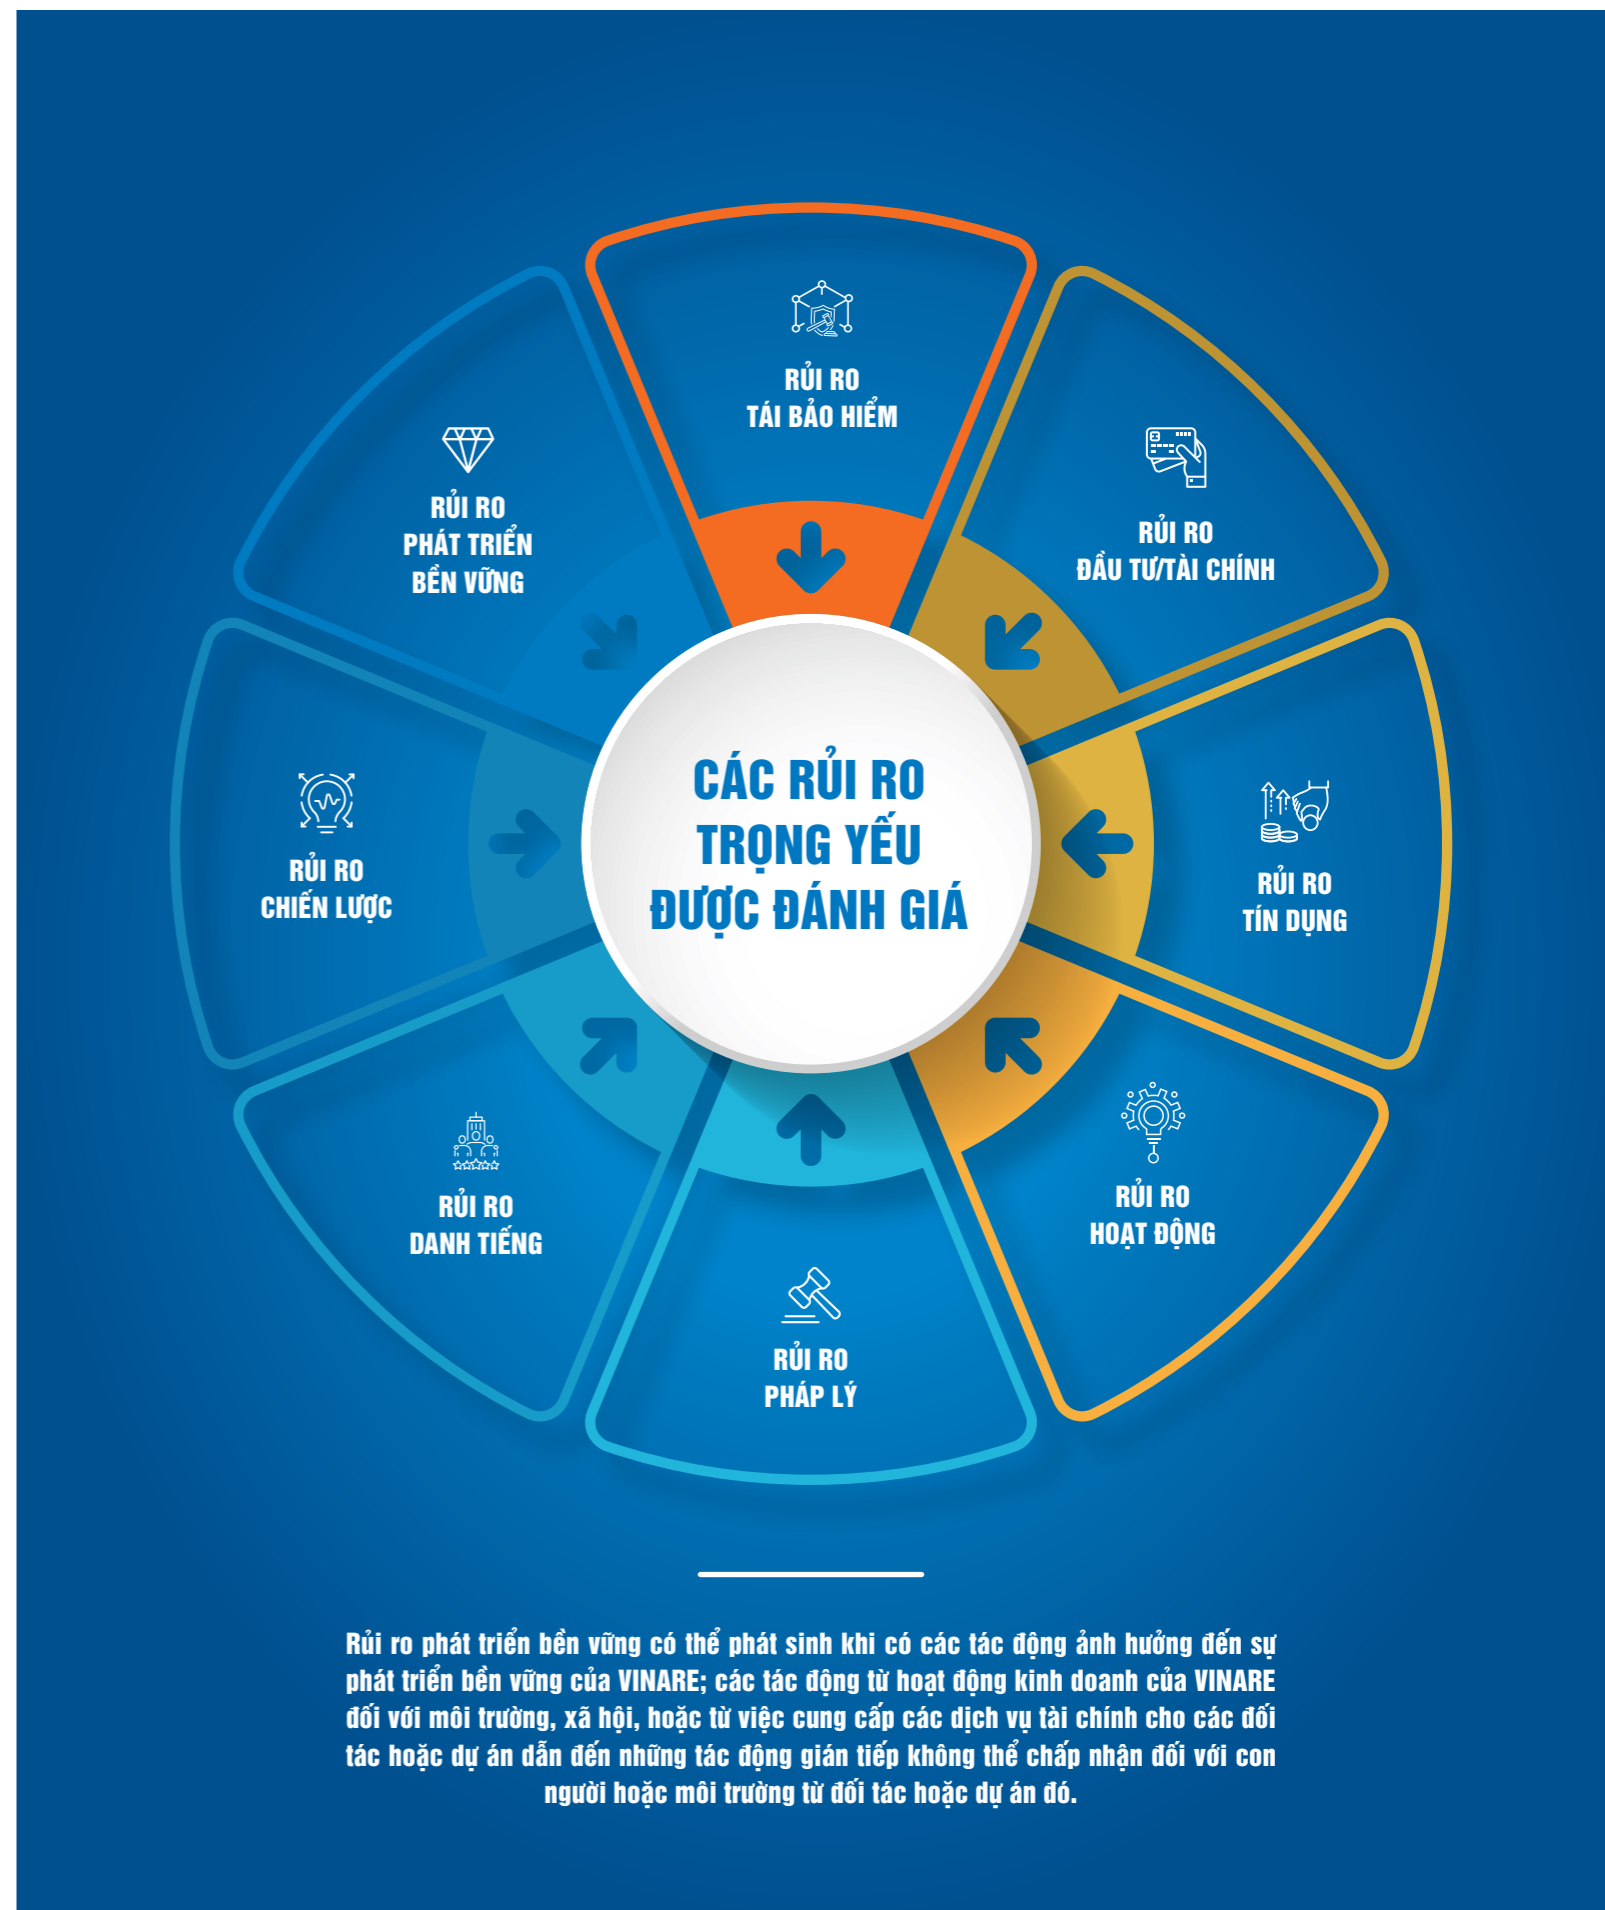 RỦI RO
TÁI BẢO HIỂM
RỦI RO
ĐẦU TƯ/TÀI CHÍNH
RỦI RO
TÍN DỤNG
RỦI RO
HOẠT ĐỘNG
RỦI RO
PHÁP LÝ
RỦI RO
DANH TIẾNG
RỦI RO
CHIẾN LƯỢC
RỦI RO
PHÁT TRIỂN
BỀN VỮNG
CÁC RỦI RO
TRỌNG YẾU
ĐƯỢC ĐÁNH GIÁ
Rủi ro phát triển bền vững có thể phát sinh khi có các tác động ảnh hưởng đến sự
phát triển bền vững của VINARE; các tác động từ hoạt động kinh doanh của VINARE
đối với môi trường, xã hội, hoặc từ việc cung cấp các dịch vụ tài chính cho các đối
tác hoặc dự án dẫn đến những tác động gián tiếp không thể chấp nhận đối với con
người hoặc môi trường từ đối tác hoặc dự án đó.